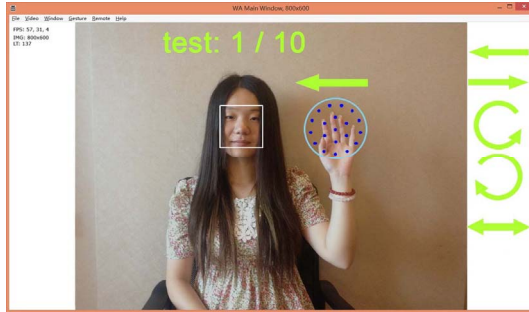 WA Main Window, 800x600
File Video Window Gesture Remote Help
FPS: 57, 31, 4
IMG: 800x600
LT: 137
test: 1 / 10